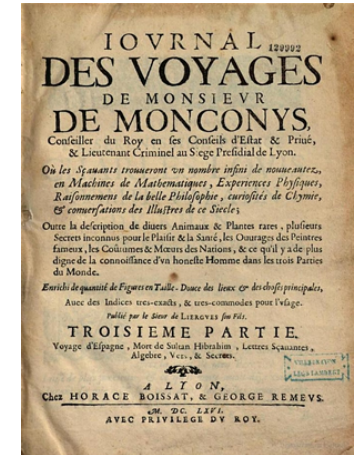 IOVRNAL
DES VOYAGES
DE MONSIEVR
DE MONCONYS,
Conseiller du Roy en ses Conseils d'Estat & Priué,
& Lieutenant Criminel au Siege Presidial de Lyon.
Où les Sçauants trouueront vn nombre infini de nouueautez,
en Machines de Mathematiques, Experiences Physiques,
Raisonnemens de la belle Philosophie, curiosités de Chymie,
& conuersations des Illustres de ce Siecle;
Outre la description de diuers Animaux & Plantes rares, plusieurs
Secrets inconnus pour le Plaisir & la Santé, les Ouurages des Peintres
fameux, les Coûtumes & Mœurs des Nations, & ce qu'il y a de plus
digne de la connoissance d'vn honeste Homme dans les trois Parties
du Monde.
Enrichi de quantité de Figures en Taille-Douce des lieux & des choses principales,
Auec des Indices tres-exacts, & tres-commodes pour l'vsage.
Publié par le Sieur de LIERGVES son Fils.
TROISIEME PARTIE.
Voyage d'Espagne, Mort de Sultan Hibrahim, Lettres Sçauantes,
Algebre, Vers, & Secrets.
A LYON,
Chez HORACE BOISSAT, & GEORGE REMEVS.
M. DC. LXVI.
AVEC PRIVILEGE DV ROY.